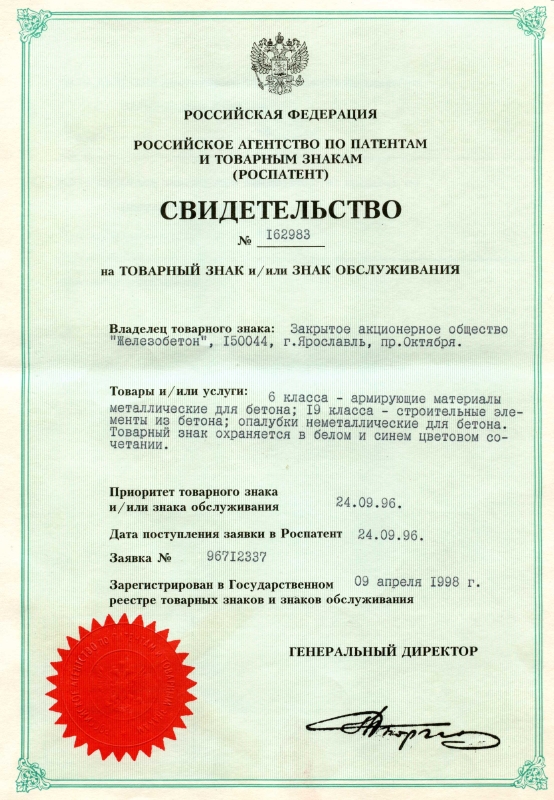 РОССИЙСКАЯ ФЕДЕРАЦИЯ
РОССИЙСКОЕ АГЕНТСТВО ПО ПАТЕНТАМ
И ТОВАРНЫМ ЗНАКАМ
(РОСПАТЕНТ)
СВИДЕТЕЛЬСТВО
№ I62983
на ТОВАРНЫЙ ЗНАК и/или ЗНАК ОБСЛУЖИВАНИЯ
Владелец товарного знака: Закрытое акционерное общество
"Железобетон", I50044, г.Ярославль, пр.Октября.
Товары и/или услуги: 6 класса - армирующие материалы
металлические для бетона; I9 класса - строительные эле-
менты из бетона; опалубки неметаллические для бетона.
Товарный знак охраняется в белом и синем цветовом со-
четании.
Приоритет товарного знака
и/или знака обслуживания 24.09.96.
Дата поступления заявки в Роспатент 24.09.96.
Заявка № 967I2337
Зарегистрирован в Государственном 09 апреля I998 г.
реестре товарных знаков и знаков обслуживания
ГЕНЕРАЛЬНЫЙ ДИРЕКТОР